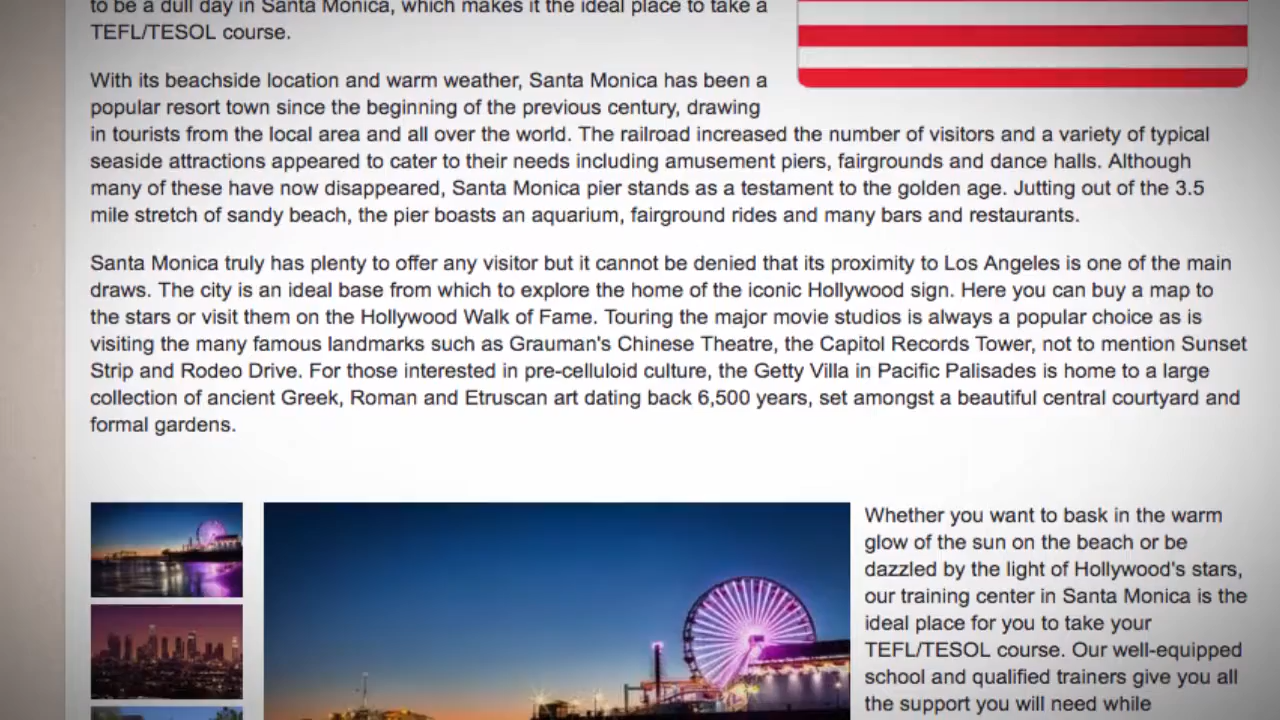 to be a dull day in Santa Monica, which makes it the ideal place to take a
TEFL/TESOL course.
With its beachside location and warm weather, Santa Monica has been a
popular resort town since the beginning of the previous century, drawing
in tourists from the local area and all over the world. The railroad increased the number of visitors and a variety of typical
seaside attractions appeared to cater to their needs including amusement piers, fairgrounds and dance halls. Although
many of these have now disappeared, Santa Monica pier stands as a testament to the golden age. Jutting out of the 3.5
mile stretch of sandy beach, the pier boasts an aquarium, fairground rides and many bars and restaurants.
Santa Monica truly has plenty to offer any visitor but it cannot be denied that its proximity to Los Angeles is one of the main
draws. The city is an ideal base from which to explore the home of the iconic Hollywood sign. Here you can buy a map to
the stars or visit them on the Hollywood Walk of Fame. Touring the major movie studios is always a popular choice as is
visiting the many famous landmarks such as Grauman's Chinese Theatre, the Capitol Records Tower, not to mention Sunset
Strip and Rodeo Drive. For those interested in pre-celluloid culture, the Getty Villa in Pacific Palisades is home to a large
collection of ancient Greek, Roman and Etruscan art dating back 6,500 years, set amongst a beautiful central courtyard and
formal gardens.
Whether you want to bask in the warm
glow of the sun on the beach or be
dazzled by the light of Hollywood's stars,
our training center in Santa Monica is the
ideal place for you to take your
TEFL/TESOL course. Our well-equipped
school and qualified trainers give you all
the support you will need while